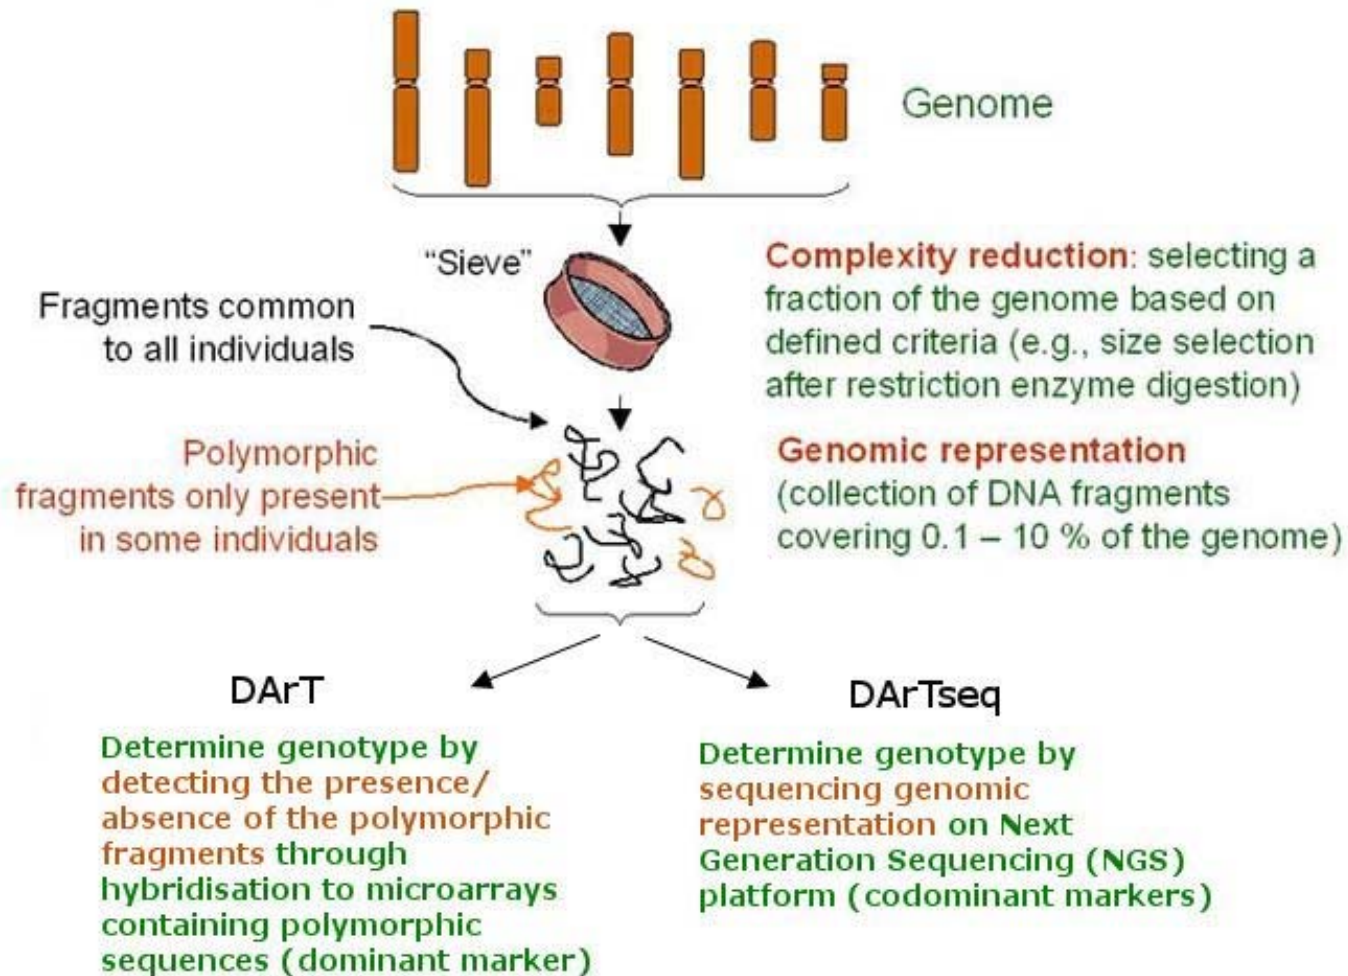 Genome
“Sieve”
Complexity reduction: selecting a
fraction of the genome based on
defined criteria (e.g., size selection
after restriction enzyme digestion)
Fragments common
to all individuals
Polymorphic
fragments only present
in some individuals
Genomic representation
(collection of DNA fragments
covering 0.1 – 10 % of the genome)
DArT
Determine genotype by
detecting the presence/
absence of the polymorphic
fragments through
hybridisation to microarrays
containing polymorphic
sequences (dominant marker)
DArTseq
Determine genotype by
sequencing genomic
representation on Next
Generation Sequencing (NGS)
platform (codominant markers)